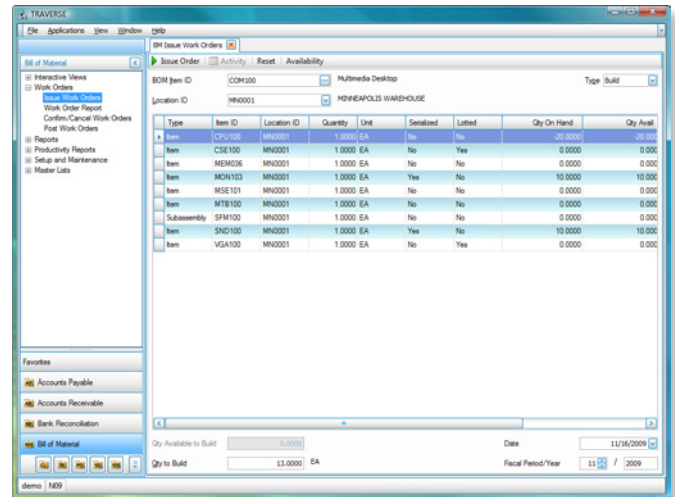 TRAVERSE
File Applications View Window Help
BM Issue Work Orders
Bill of Material
Issue Order Activity Reset Availability
Interactive Views
Work Orders
Issue Work Orders
Work Order Report
Confirm/Cancel Work Orders
Post Work Orders
Reports
Productivity Reports
Setup and Maintenance
Master Lists
BOM Item ID COM100 Multimedia Desktop Type Build
Location ID MN0001 MINNEAPOLIS WAREHOUSE
Type Item ID Location ID Quantity Unit Serialized Lotted Qty On Hand Qty Avail
Item CPU100 MN0001 1.0000 EA No No -20.0000 -20.000
Item CSE100 MN0001 1.0000 EA No Yes 0.0000 0.000
Item MEM036 MN0001 1.0000 EA No No 0.0000 0.000
Item MON103 MN0001 1.0000 EA Yes No 10.0000 10.000
Item MSE101 MN0001 1.0000 EA No No 0.0000 0.000
Item MTB100 MN0001 1.0000 EA No No 0.0000 0.000
Subassembly SFM100 MN0001 1.0000 EA No No 0.0000 0.000
Item SND100 MN0001 1.0000 EA Yes No 10.0000 10.000
Item VGA100 MN0001 1.0000 EA No Yes 0.0000 0.000
Favorites
Accounts Payable
Accounts Receivable
Bank Reconciliation
Bill of Material
Qty Available to Build 0.0000 Date 11/16/2009
Qty to Build 13.0000 EA Fiscal Period/Year 11 / 2009
demo N09